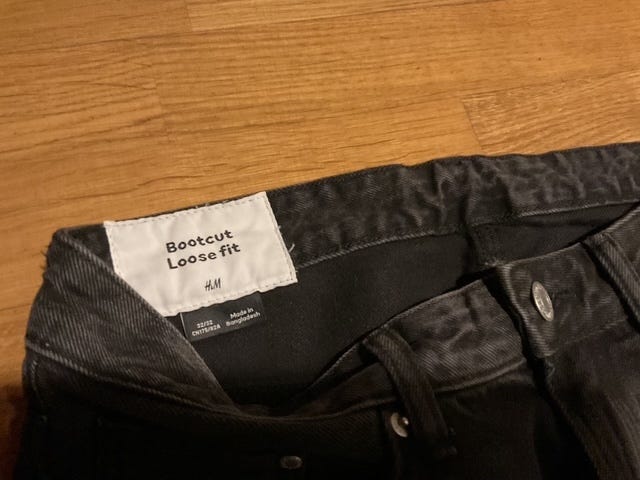 Bootcut
Loose fit
H&M
32/32
CN175/82A
Made in
Bangladesh